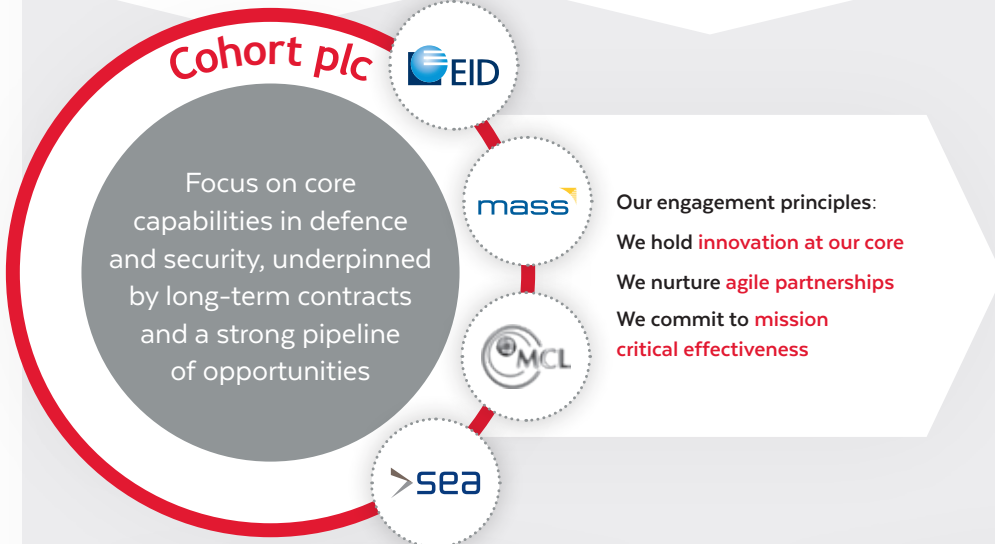 Cohort plc
EID
mass
MCL
sea
Focus on core
capabilities in defence
and security, underpinned
by long-term contracts
and a strong pipeline
of opportunities
Our engagement principles:
We hold innovation at our core
We nurture agile partnerships
We commit to mission
critical effectiveness